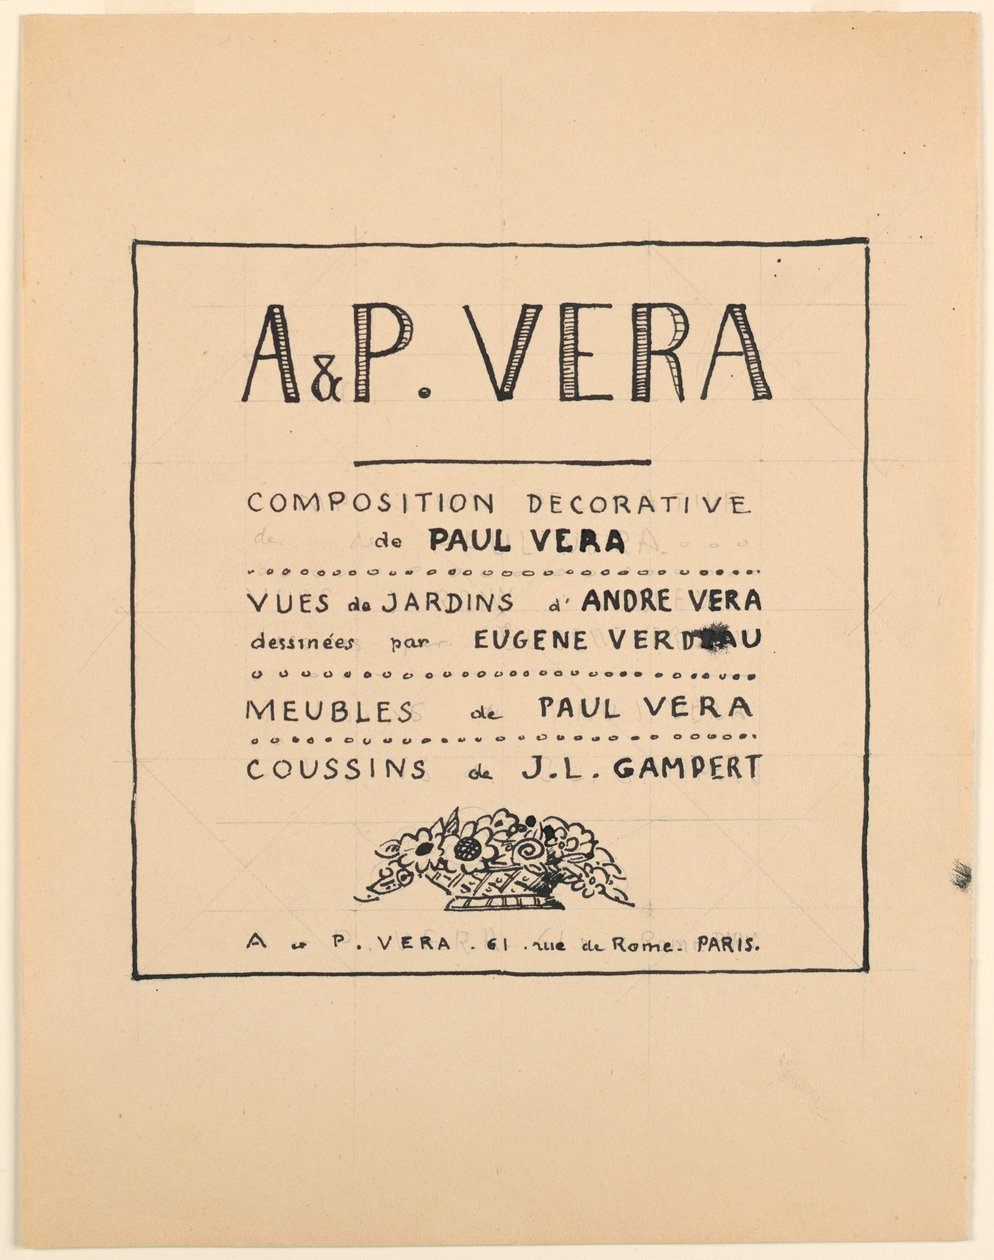 A & P. VERA
COMPOSITION DECORATIVE
de PAUL VERA
VUES de JARDINS d' ANDRE VERA
dessinées par EUGENE VERDEAU
MEUBLES de PAUL VERA
COUSSINS de J.L. GAMPERT
A et P. VERA. 61. rue de Rome. PARIS.